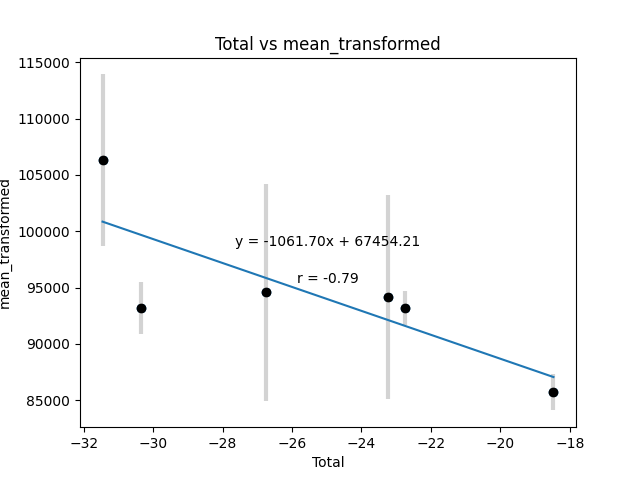 Total vs mean_transformed
mean_transformed
115000
110000
105000
100000
95000
90000
85000
y = -1061.70x + 67454.21
r = -0.79
−32 −30 −28 −26 −24 −22 −20 −18
Total